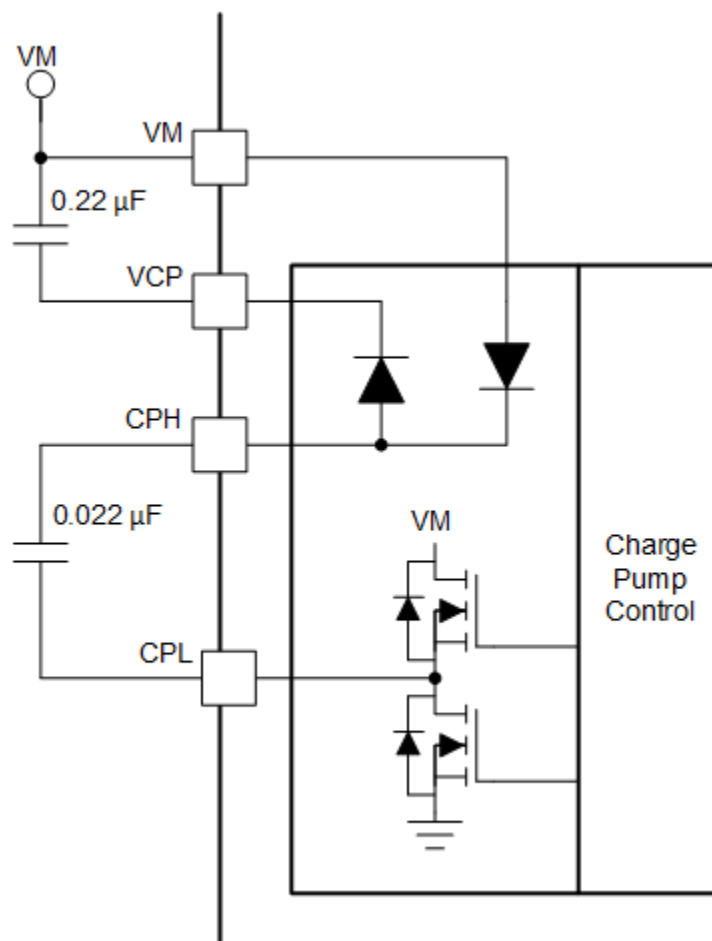 VM
VM
0.22 µF
VCP
CPH
0.022 µF
VM
CPL
Charge
Pump
Control